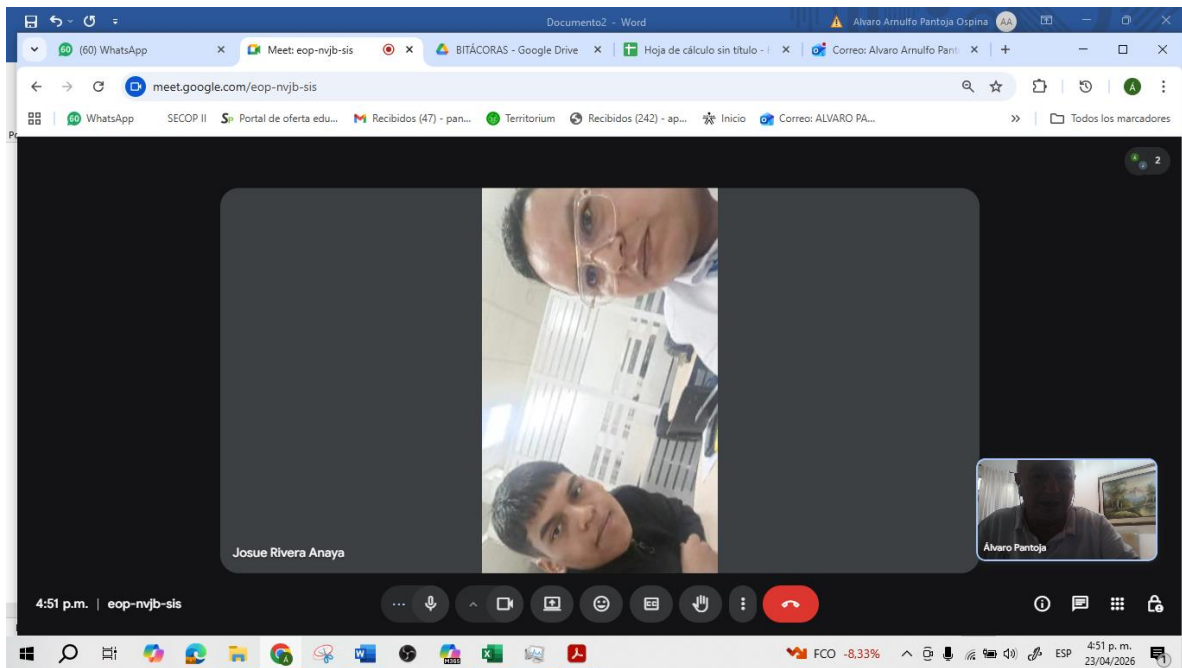 Documento2 - Word
Alvaro Arnulfo Pantoja Ospina
AA
(60) WhatsApp
Meet: eop-nvjb-sis
BITÁCORAS - Google Drive
Hoja de cálculo sin título -
Correo: Alvaro Arnulfo Pant
meet.google.com/eop-nvjb-sis
WhatsApp
SECOP II
Portal de oferta edu...
Recibidos (47) - pan...
Territorium
Recibidos (242) - ap...
Inicio
Correo: ALVARO PA...
Todos los marcadores
2
Josue Rivera Anaya
Álvaro Pantoja
4:51 p.m. | eop-nvjb-sis
FCO -8,33%
ESP
4:51 p. m.
23/04/2026